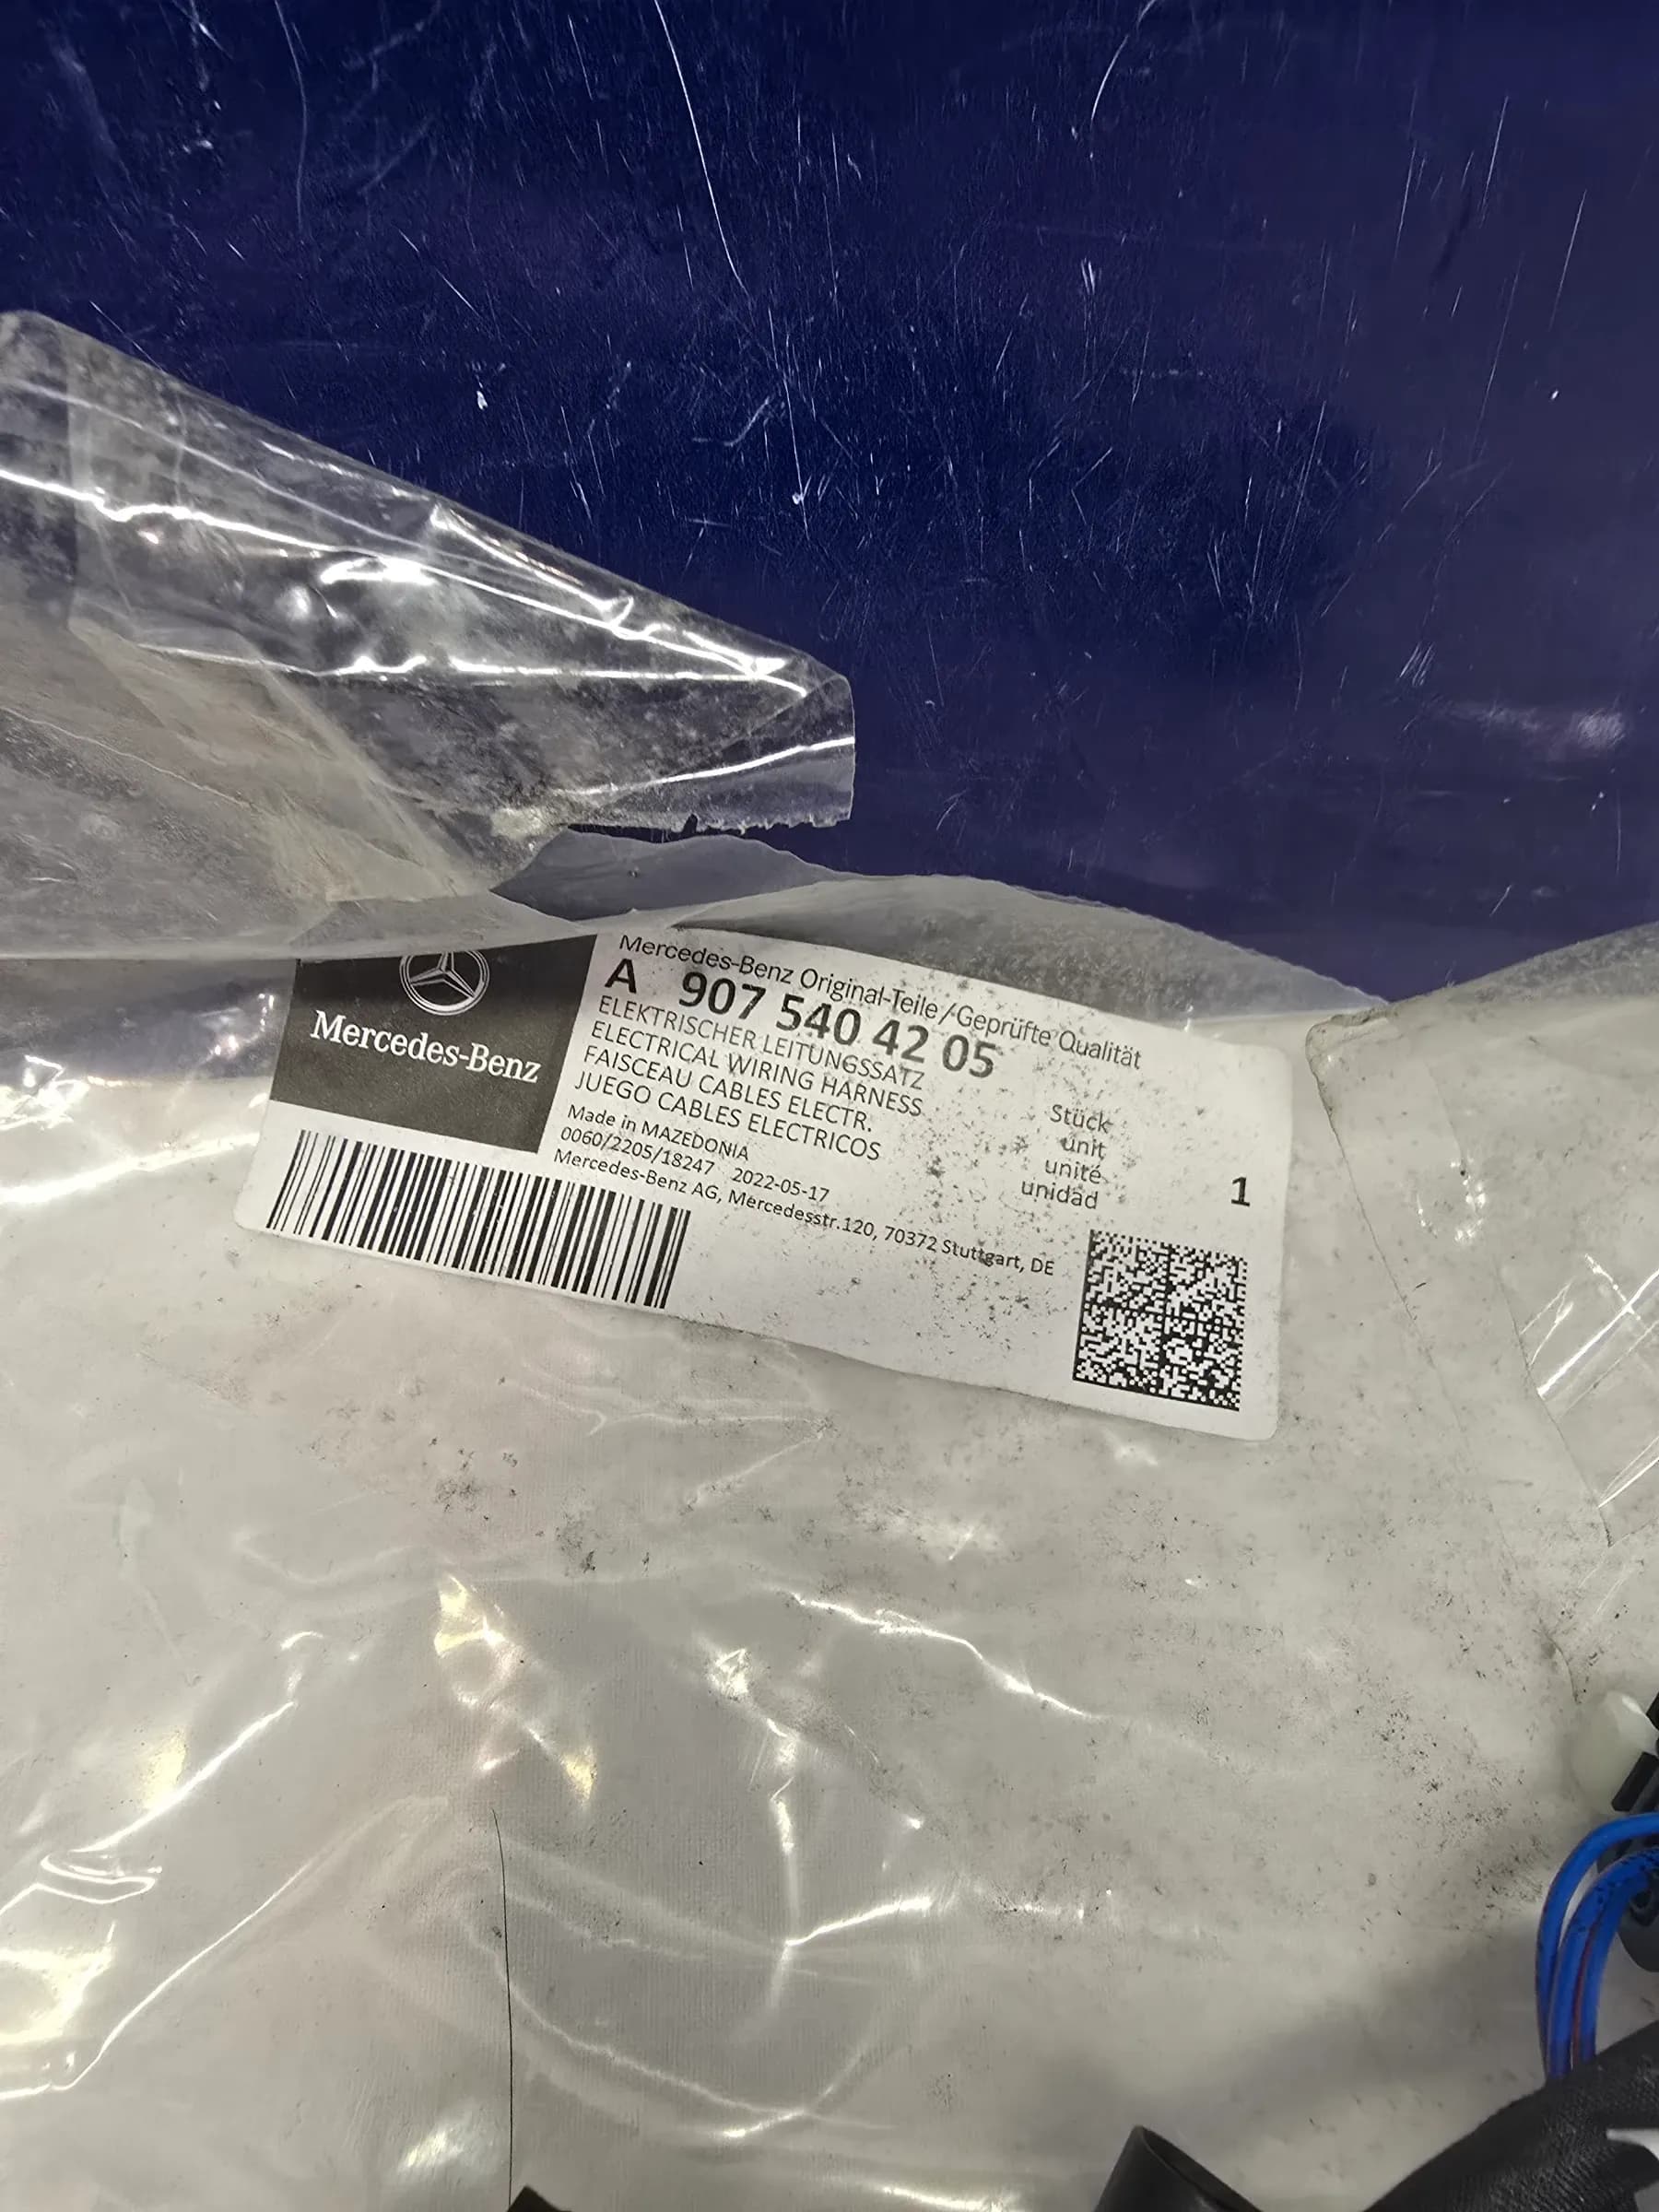 Mercedes-Benz
Mercedes-Benz Original-Teile/Geprüfte Qualität
A 907 540 42 05
ELEKTRISCHER LEITUNGSSATZ
ELECTRICAL WIRING HARNESS
FAISCEAU CABLES ELECTR.
JUEGO CABLES ELECTRICOS
Stück
unit
unité
unidad
1
Made in MAZEDONIA
0060/2205/18247 2022-05-17
Mercedes-Benz AG, Mercedesstr.120, 70372 Stuttgart, DE